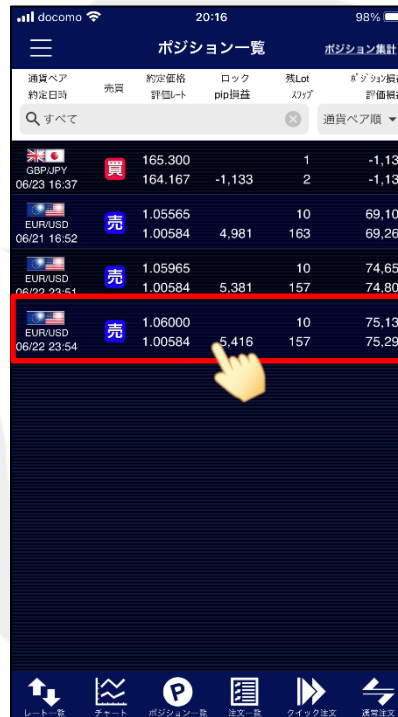 docomo 20:16 98%
ポジション一覧 ポジション集計
通貨ペア 売買 約定価格 ロック 残Lot ﾎﾟｼﾞｼｮﾝ損
約定日時 評価ﾚｰﾄ pip損益 ｽﾜｯﾌﾟ 評価損
すべて 通貨ペア順
GBP/JPY 買 165.300 1 -1,13
06/23 16:37 164.167 -1,133 2 -1,13
EUR/USD 売 1.05565 10 69,10
06/21 16:52 1.00584 4,981 163 69,26
EUR/USD 売 1.05965 10 74,65
06/22 23:51 1.00584 5,381 157 74,80
EUR/USD 売 1.06000 10 75,13
06/22 23:54 1.00584 5,416 157 75,29
レート一覧 チャート ポジション一覧 注文一覧 クイック注文 通常注文